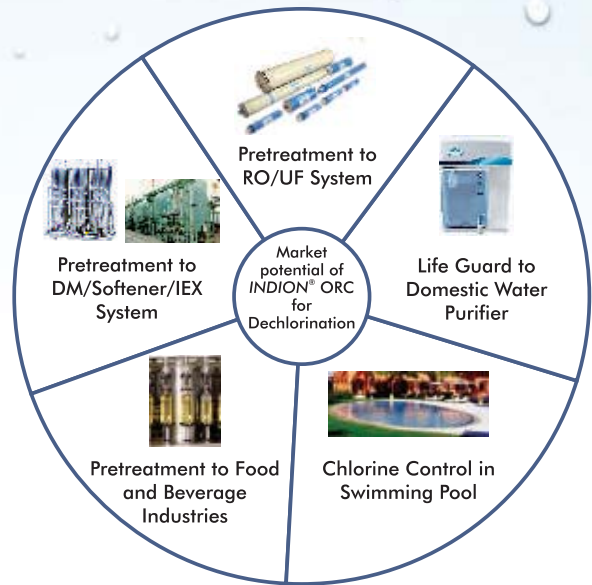 Pretreatment to
RO/UF System
Life Guard to
Domestic Water
Purifier
Chlorine Control in
Swimming Pool
Pretreatment to Food
and Beverage
Industries
Pretreatment to
DM/Softener/IEX
System
Market
potential of
INDION® ORC
for
Dechlorination